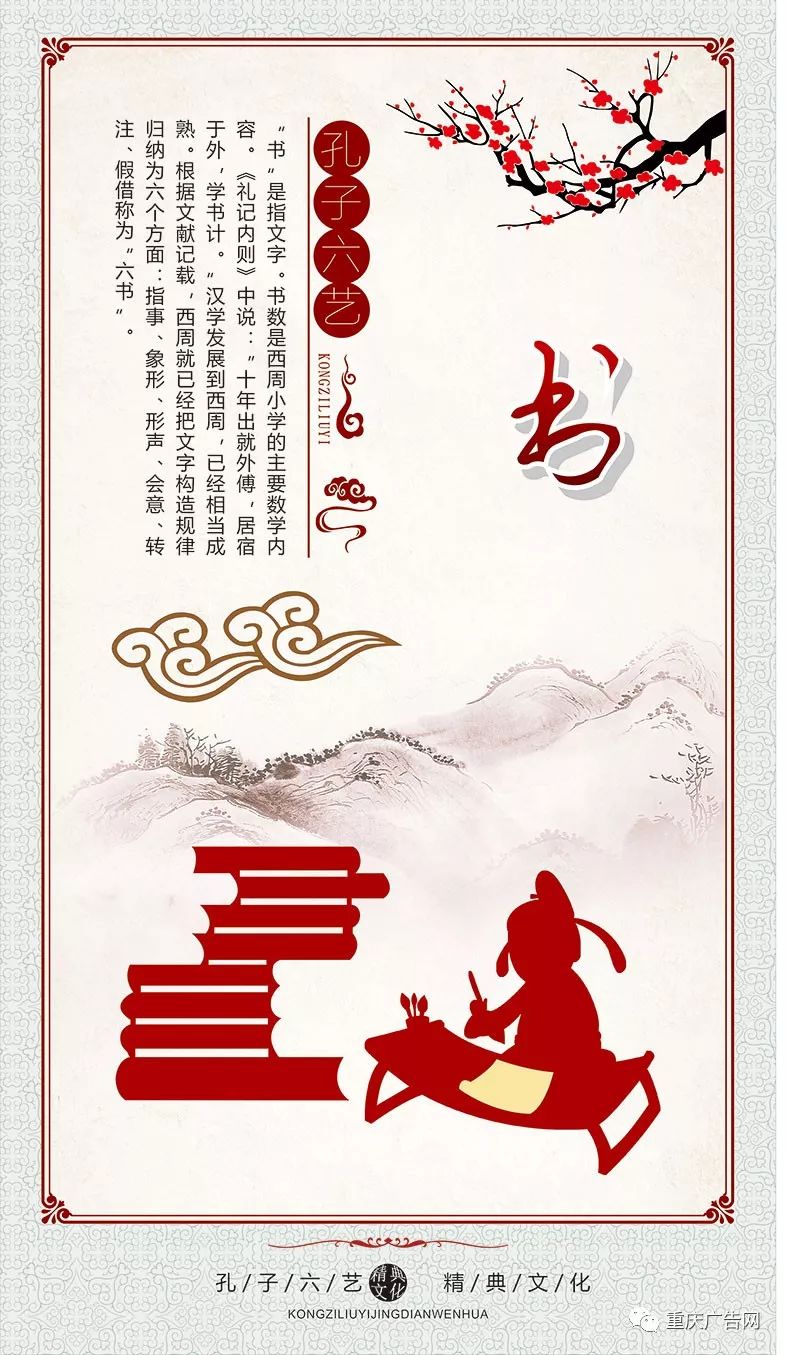 书
孔子六艺
KONGZILIUYI
“书”是指文字。书数是西周小学的主要数学内
容。《礼记内则》中说：“十年出就外傅，居宿
于外，学书计。”汉学发展到西周，已经相当成
熟。根据文献记载，西周就已经把文字构造规律
归纳为六个方面：指事、象形、形声、会意、转
注、假借称为“六书”。
孔/子/六/艺 精典文化 精/典/文/化
KONGZILIUYIJINGDIANWENHUA
重庆广告网